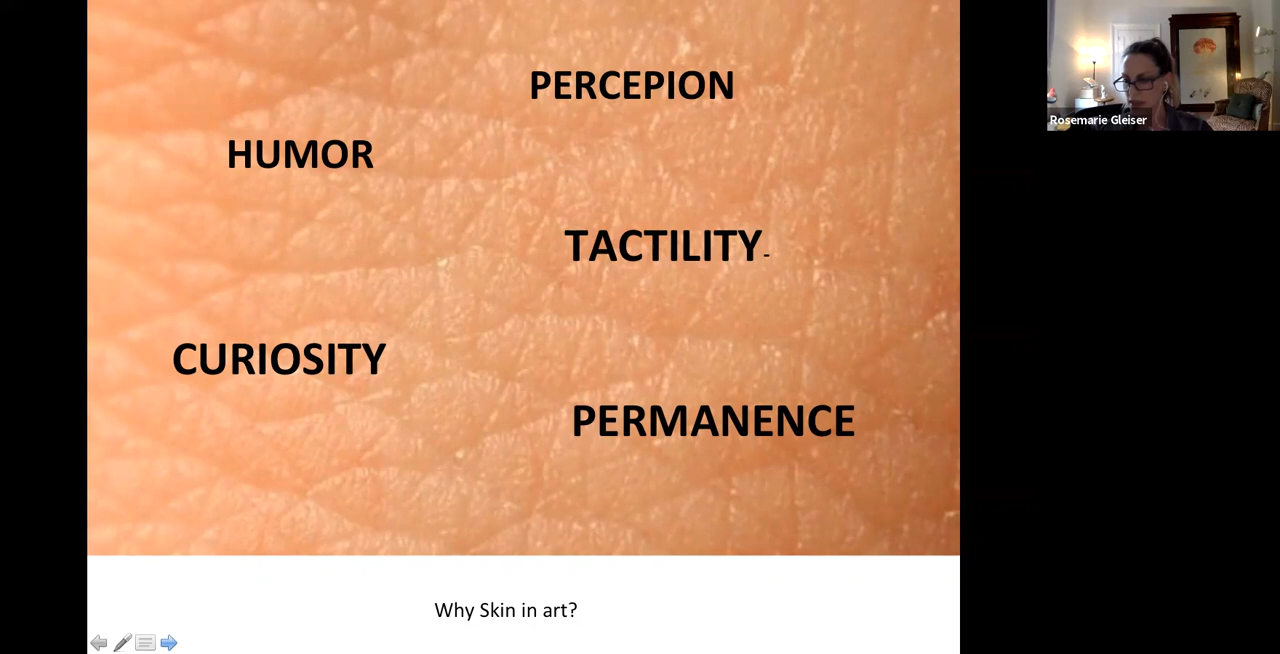 PERCEPION
HUMOR
TACTILITY-
CURIOSITY
PERMANENCE
Why Skin in art?
Rosemarie Gleiser